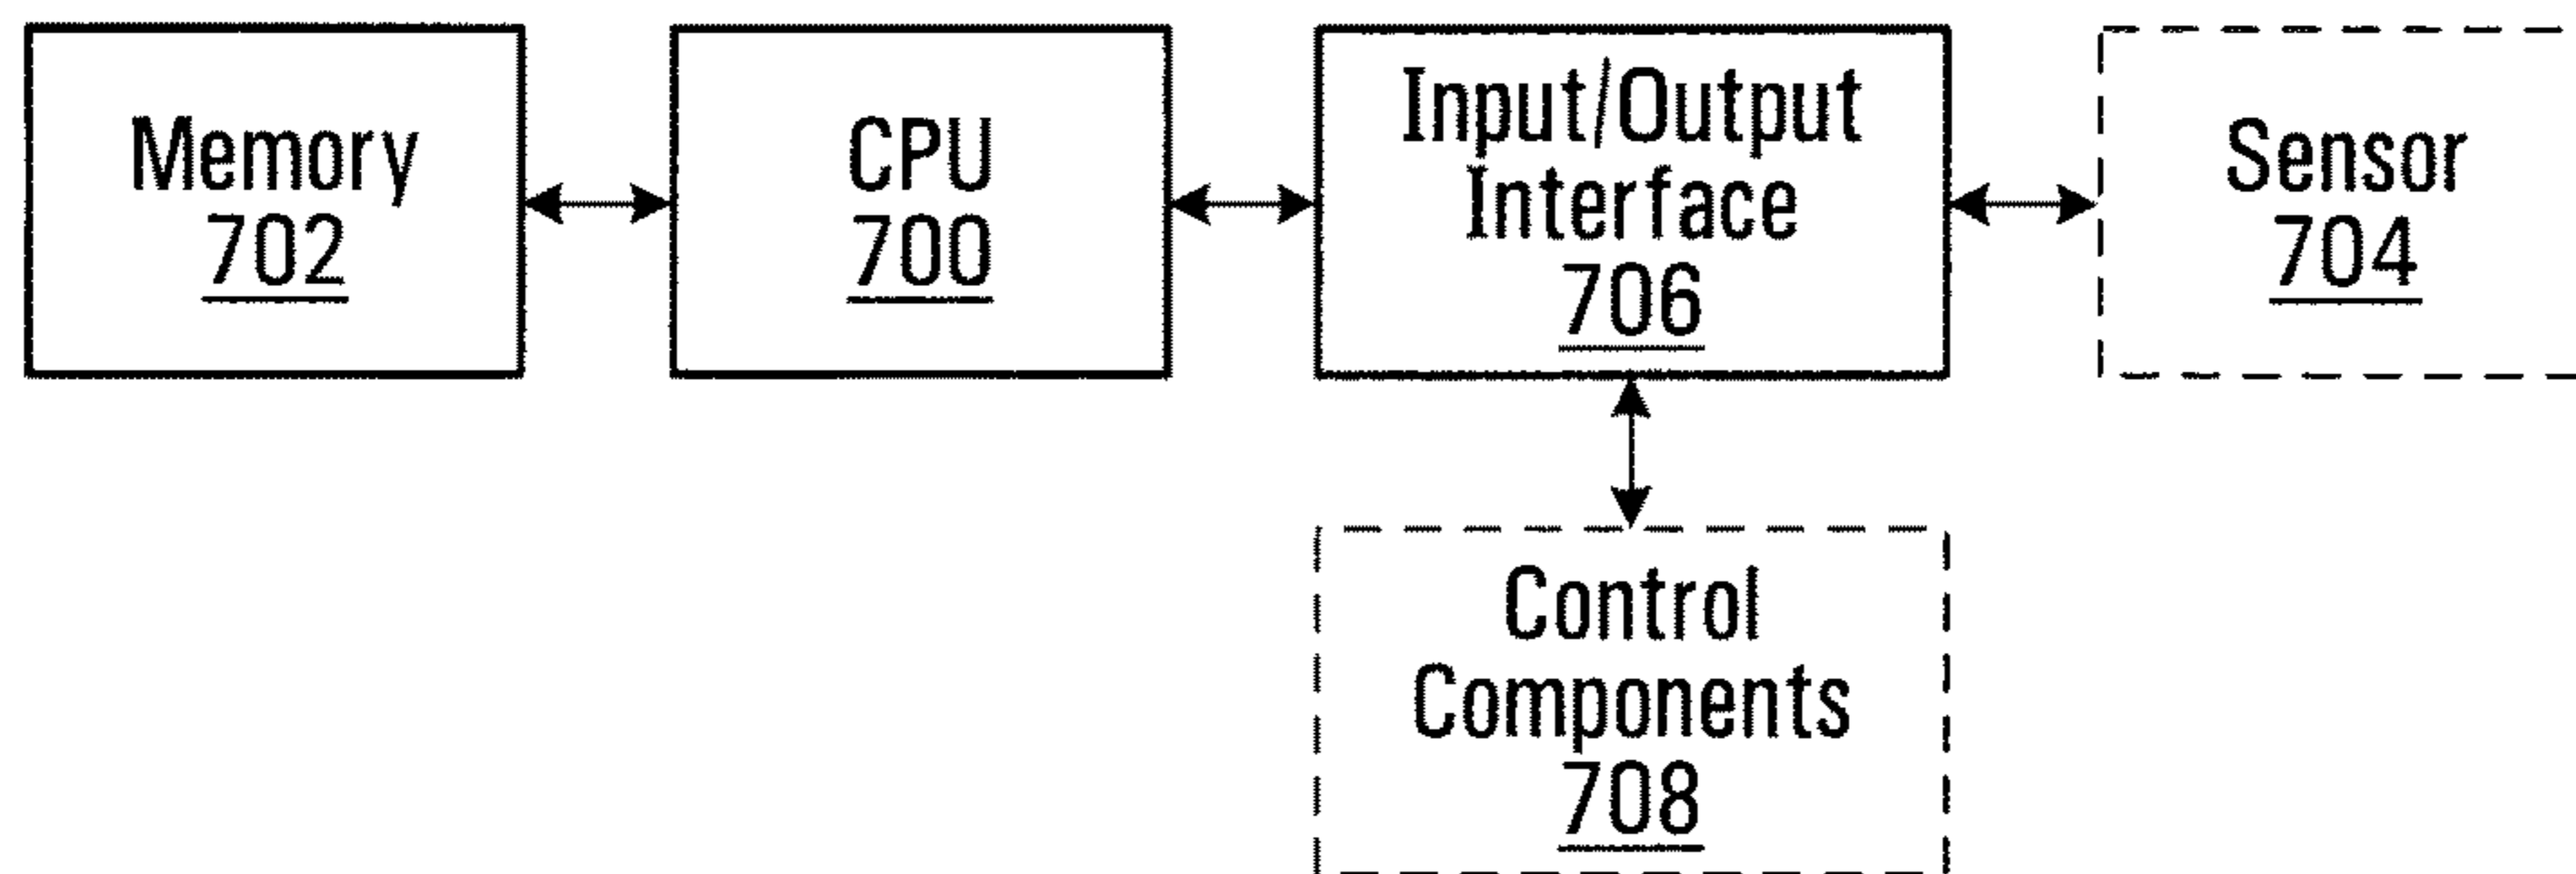 Memory
702
CPU
700
Input/Output
Interface
706
Sensor
704
Control
Components
708